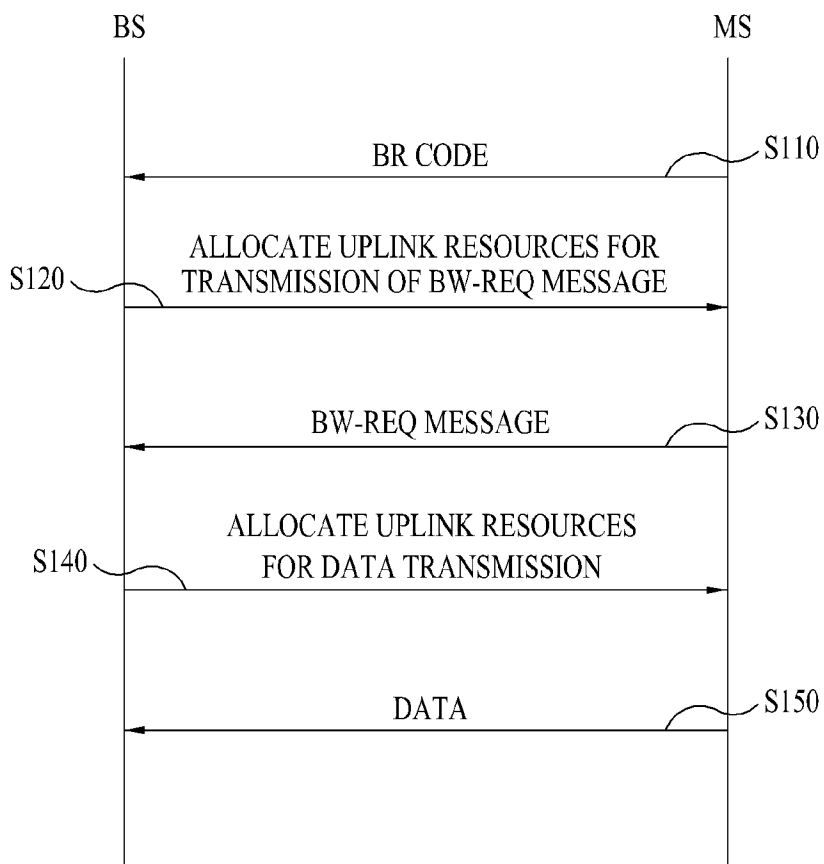 BS
MS
BR CODE
S110
ALLOCATE UPLINK RESOURCES FOR
TRANSMISSION OF BW-REQ MESSAGE
S120
BW-REQ MESSAGE
S130
ALLOCATE UPLINK RESOURCES
FOR DATA TRANSMISSION
S140
DATA
S150